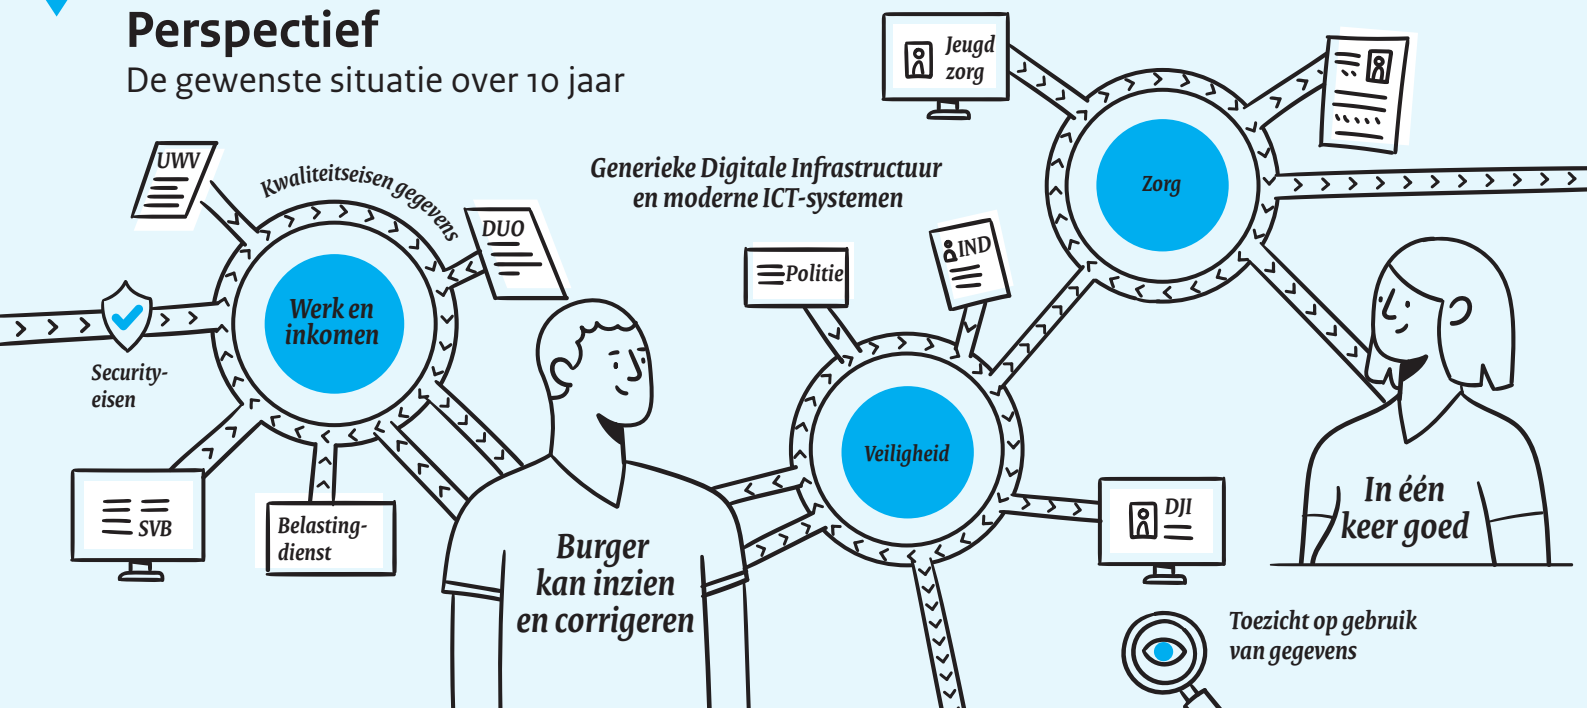 Perspectief
De gewenste situatie over 10 jaar
Jeugd
zorg
UWV
Kwaliteitseisen gegevens
DUO
Generieke Digitale Infrastructuur
en moderne ICT-systemen
Zorg
Politie
IND
Werk en
inkomen
Security-
eisen
SVB
Belasting-
dienst
Veiligheid
DJI
Burger
kan inzien
en corrigeren
In één
keer goed
Toezicht op gebruik
van gegevens